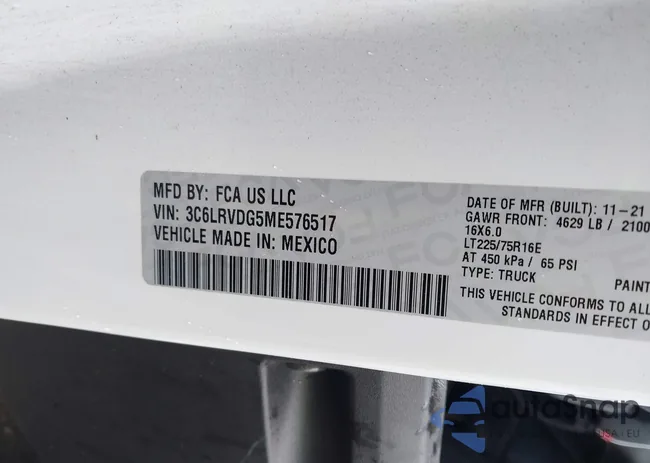 MFD BY: FCA US LLC
VIN: 3C6LRVDG5ME576517
VEHICLE MADE IN: MEXICO
DATE OF MFR (BUILT): 11-21
GAWR FRONT: 4629 LB / 2100
16X6.0
LT225/75R16E
AT 450 kPa / 65 PSI
TYPE: TRUCK
PAINT
THIS VEHICLE CONFORMS TO ALL
STANDARDS IN EFFECT O
autoSnap
USA | EU